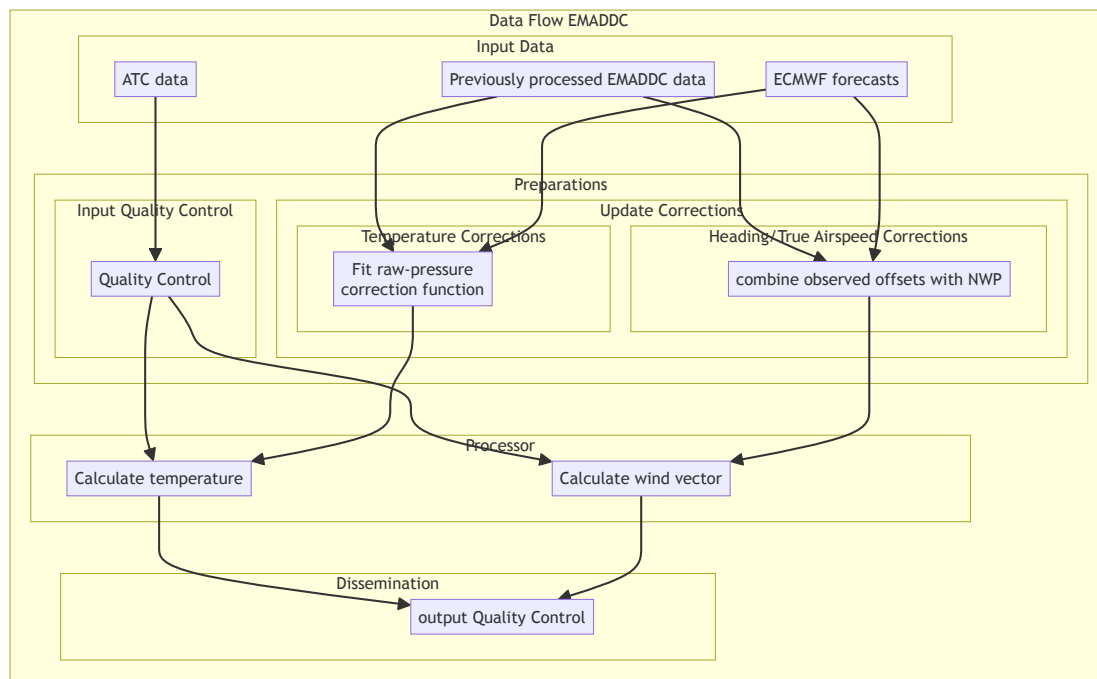 Data Flow EMADDC
Input Data
ATC data
Previously processed EMADDC data
ECMWF forecasts
Preparations
Input Quality Control
Update Corrections
Temperature Corrections
Heading/True Airspeed Corrections
Quality Control
Fit raw-pressure
correction function
combine observed offsets with NWP
Processor
Calculate temperature
Calculate wind vector
Dissemination
output Quality Control